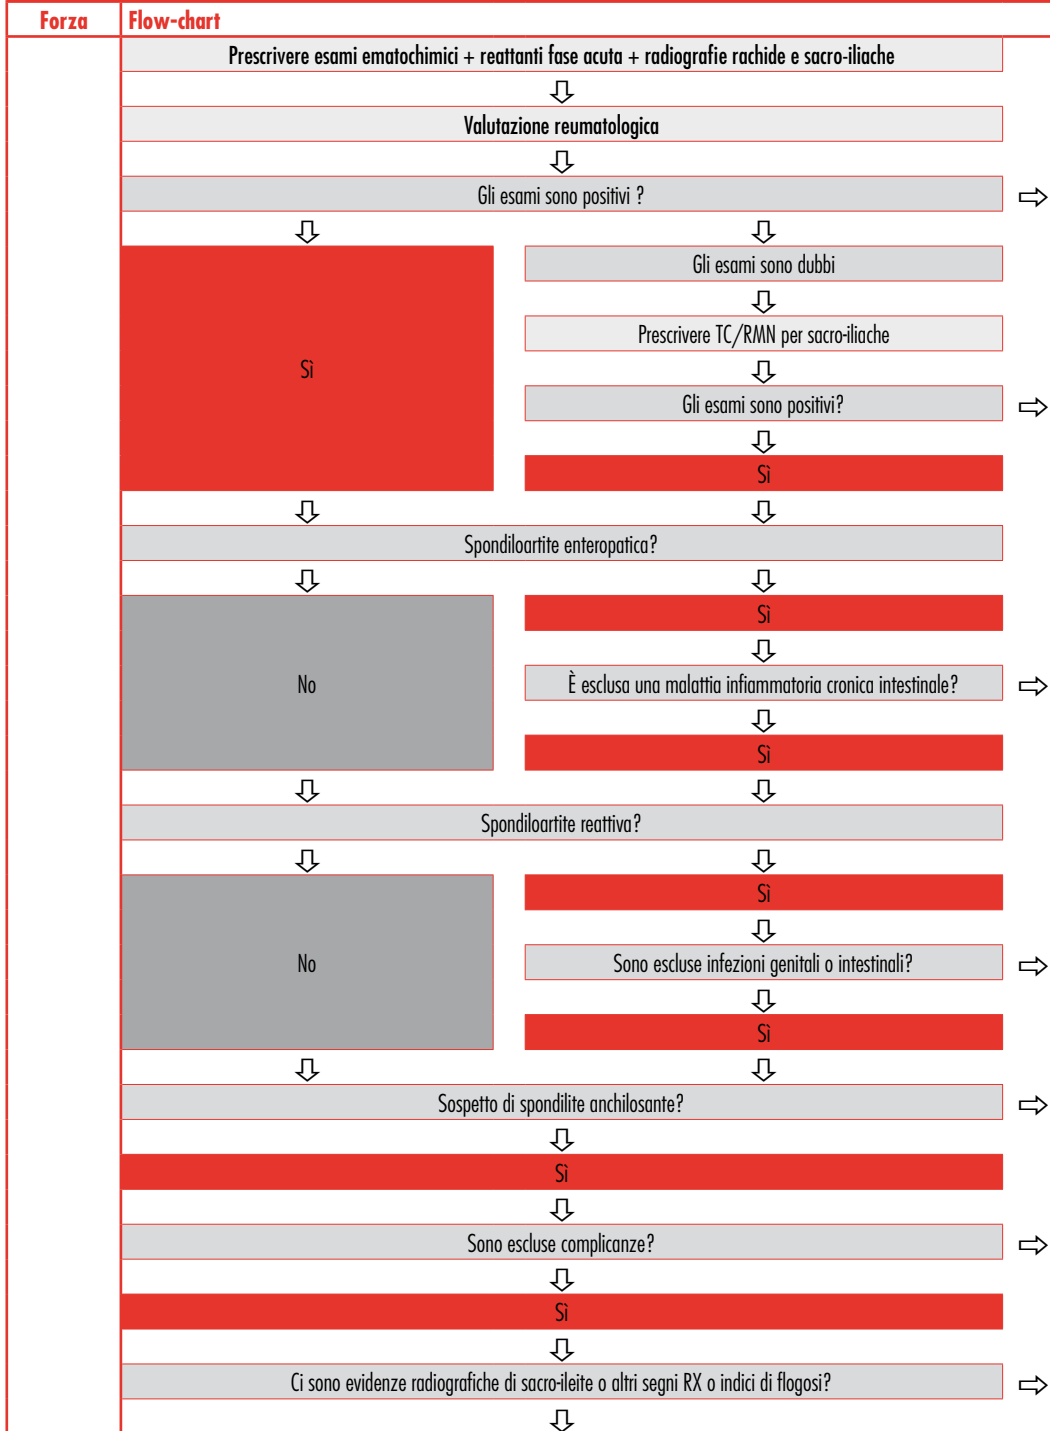 Forza
Flow-chart
Prescrivere esami ematochimici + reattanti fase acuta + radiografie rachide e sacro-iliache
Valutazione reumatologica
Gli esami sono positivi ?
Sì
Gli esami sono dubbi
Prescrivere TC/RMN per sacro-iliache
Gli esami sono positivi?
Sì
Spondiloartite enteropatica?
No
Sì
È esclusa una malattia infiammatoria cronica intestinale?
Sì
Spondiloartite reattiva?
No
Sì
Sono escluse infezioni genitali o intestinali?
Sì
Sospetto di spondilite anchilosante?
Sì
Sono escluse complicanze?
Sì
Ci sono evidenze radiografiche di sacro-ileite o altri segni RX o indici di flogosi?